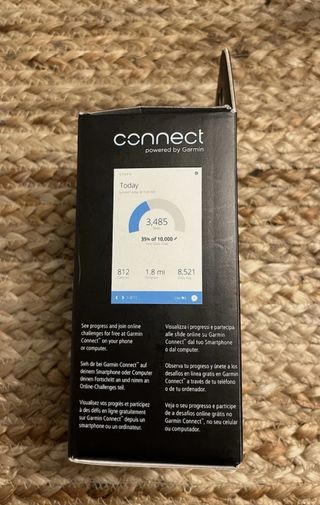 connect
powered by Garmin
Today
3,485
35% of 10,000
812
1.8 mi
8,521
See progress and join online
challenges for free at Garmin
Connect™ on your phone
or computer.
Sieh dir bei Garmin Connect™ auf
deinem Smartphone oder Computer
deinen Fortschritt an und nimm an
Online-Challenges teil.
Visualisez vos progrès et participez
à des défis en ligne gratuitement
sur Garmin Connect™ depuis un
smartphone ou un ordinateur.
Visualizza i progressi e partecipa
alle sfide online su Garmin
Connect™ dal tuo Smartphone
o dal computer.
Observa tu progreso y únete a los
desafíos en línea gratis en Garmin
Connect™ a través de tu teléfono
o de tu ordenador.
Veja o seu progresso e participe
de a desafios online grátis
no Garmin Connect™, no seu celular
ou computador.